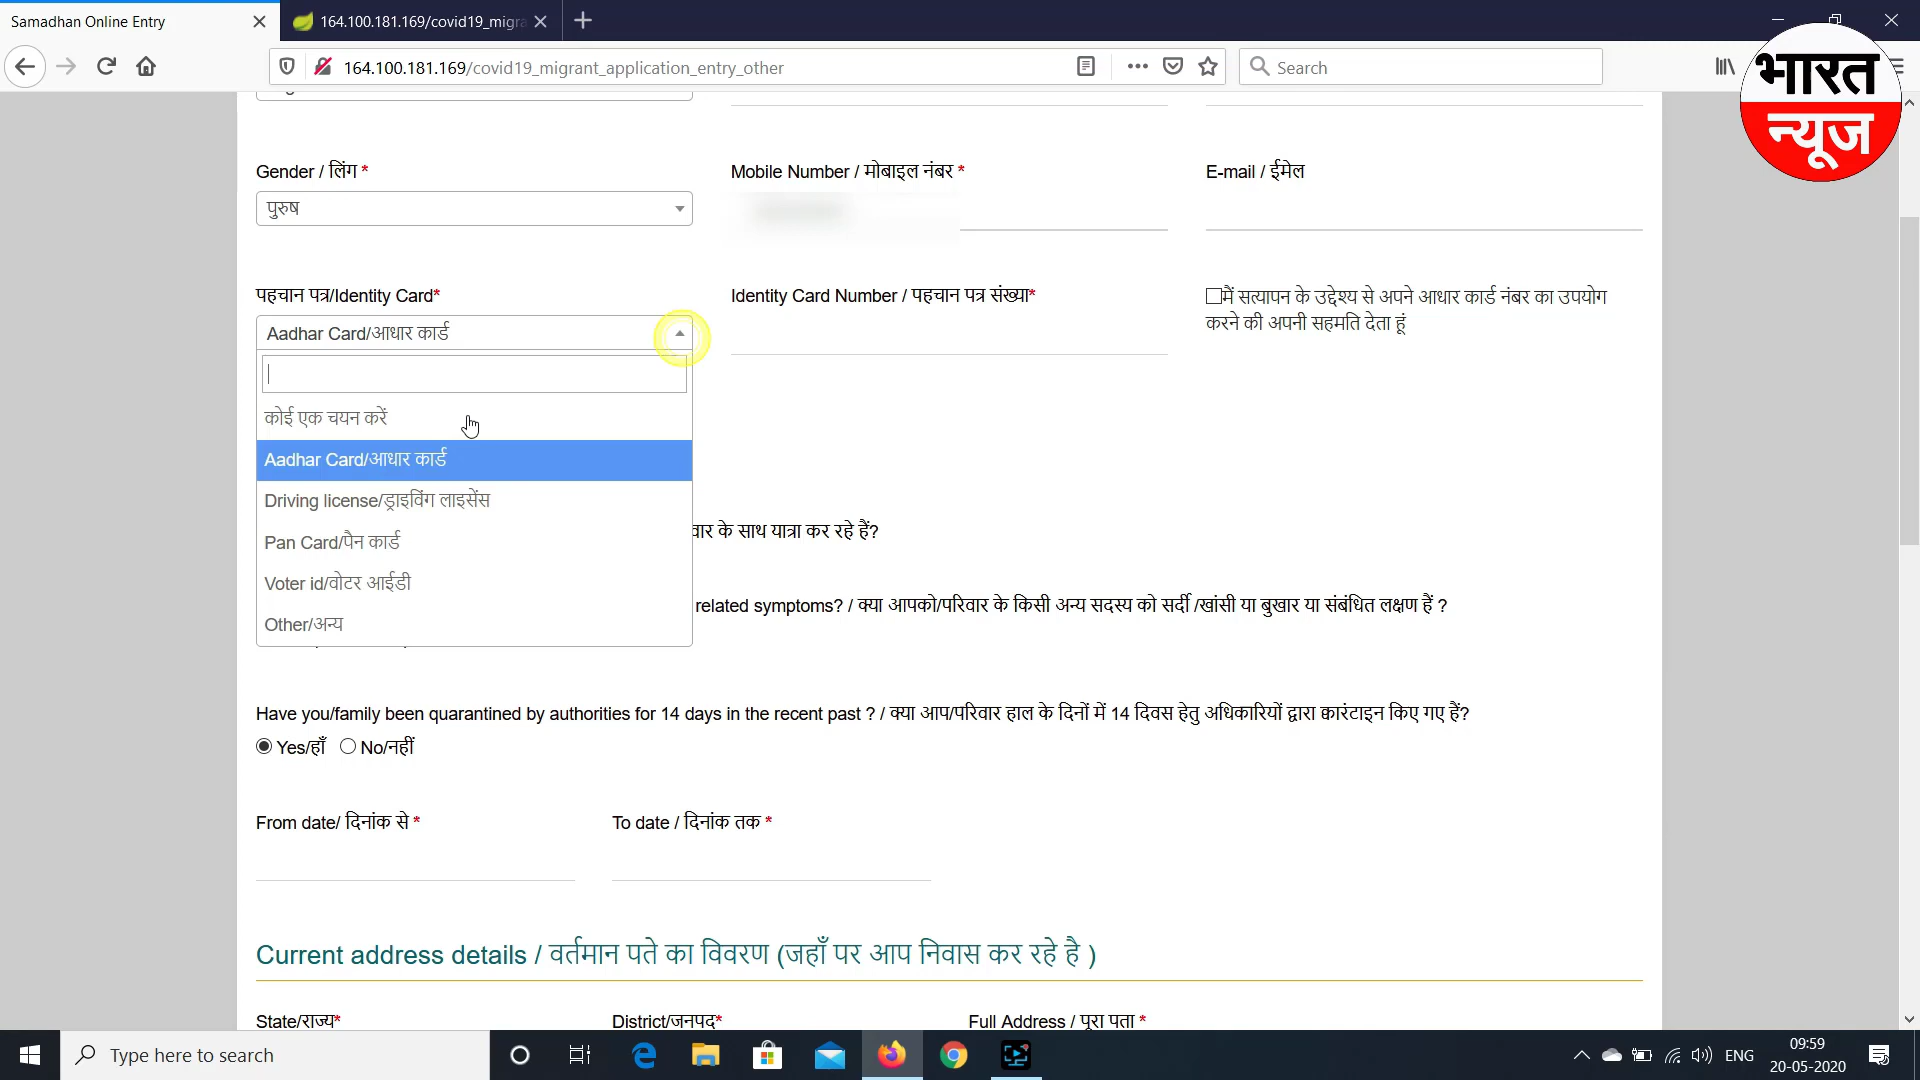 Samadhan Online Entry
164.100.181.169/covid19_migra
164.100.181.169/covid19_migrant_application_entry_other
Search
भारत
न्यूज
Gender / लिंग *
Mobile Number / मोबाइल नंबर *
E-mail / ईमेल
पुरुष
पहचान पत्र/Identity Card*
Identity Card Number / पहचान पत्र संख्या*
मैं सत्यापन के उद्देश्य से अपने आधार कार्ड नंबर का उपयोग
करने की अपनी सहमति देता हूं
Aadhar Card/आधार कार्ड
कोई एक चयन करें
Aadhar Card/आधार कार्ड
Driving license/ड्राइविंग लाइसेंस
वार के साथ यात्रा कर रहे हैं?
Pan Card/पैन कार्ड
Voter id/वोटर आईडी
related symptoms? / क्या आपको/परिवार के किसी अन्य सदस्य को सर्दी /खांसी या बुखार या संबंधित लक्षण हैं ?
Other/अन्य
Have you/family been quarantined by authorities for 14 days in the recent past ? / क्या आप/परिवार हाल के दिनों में 14 दिवस हेतु अधिकारियों द्वारा क्वारंटाइन किए गए हैं?
Yes/हाँ No/नहीं
From date/ दिनांक से *
To date / दिनांक तक *
Current address details / वर्तमान पते का विवरण (जहाँ पर आप निवास कर रहे है )
State/राज्य*
District/जनपद*
Full Address / पूरा पता *
Type here to search
ENG
09:59
20-05-2020